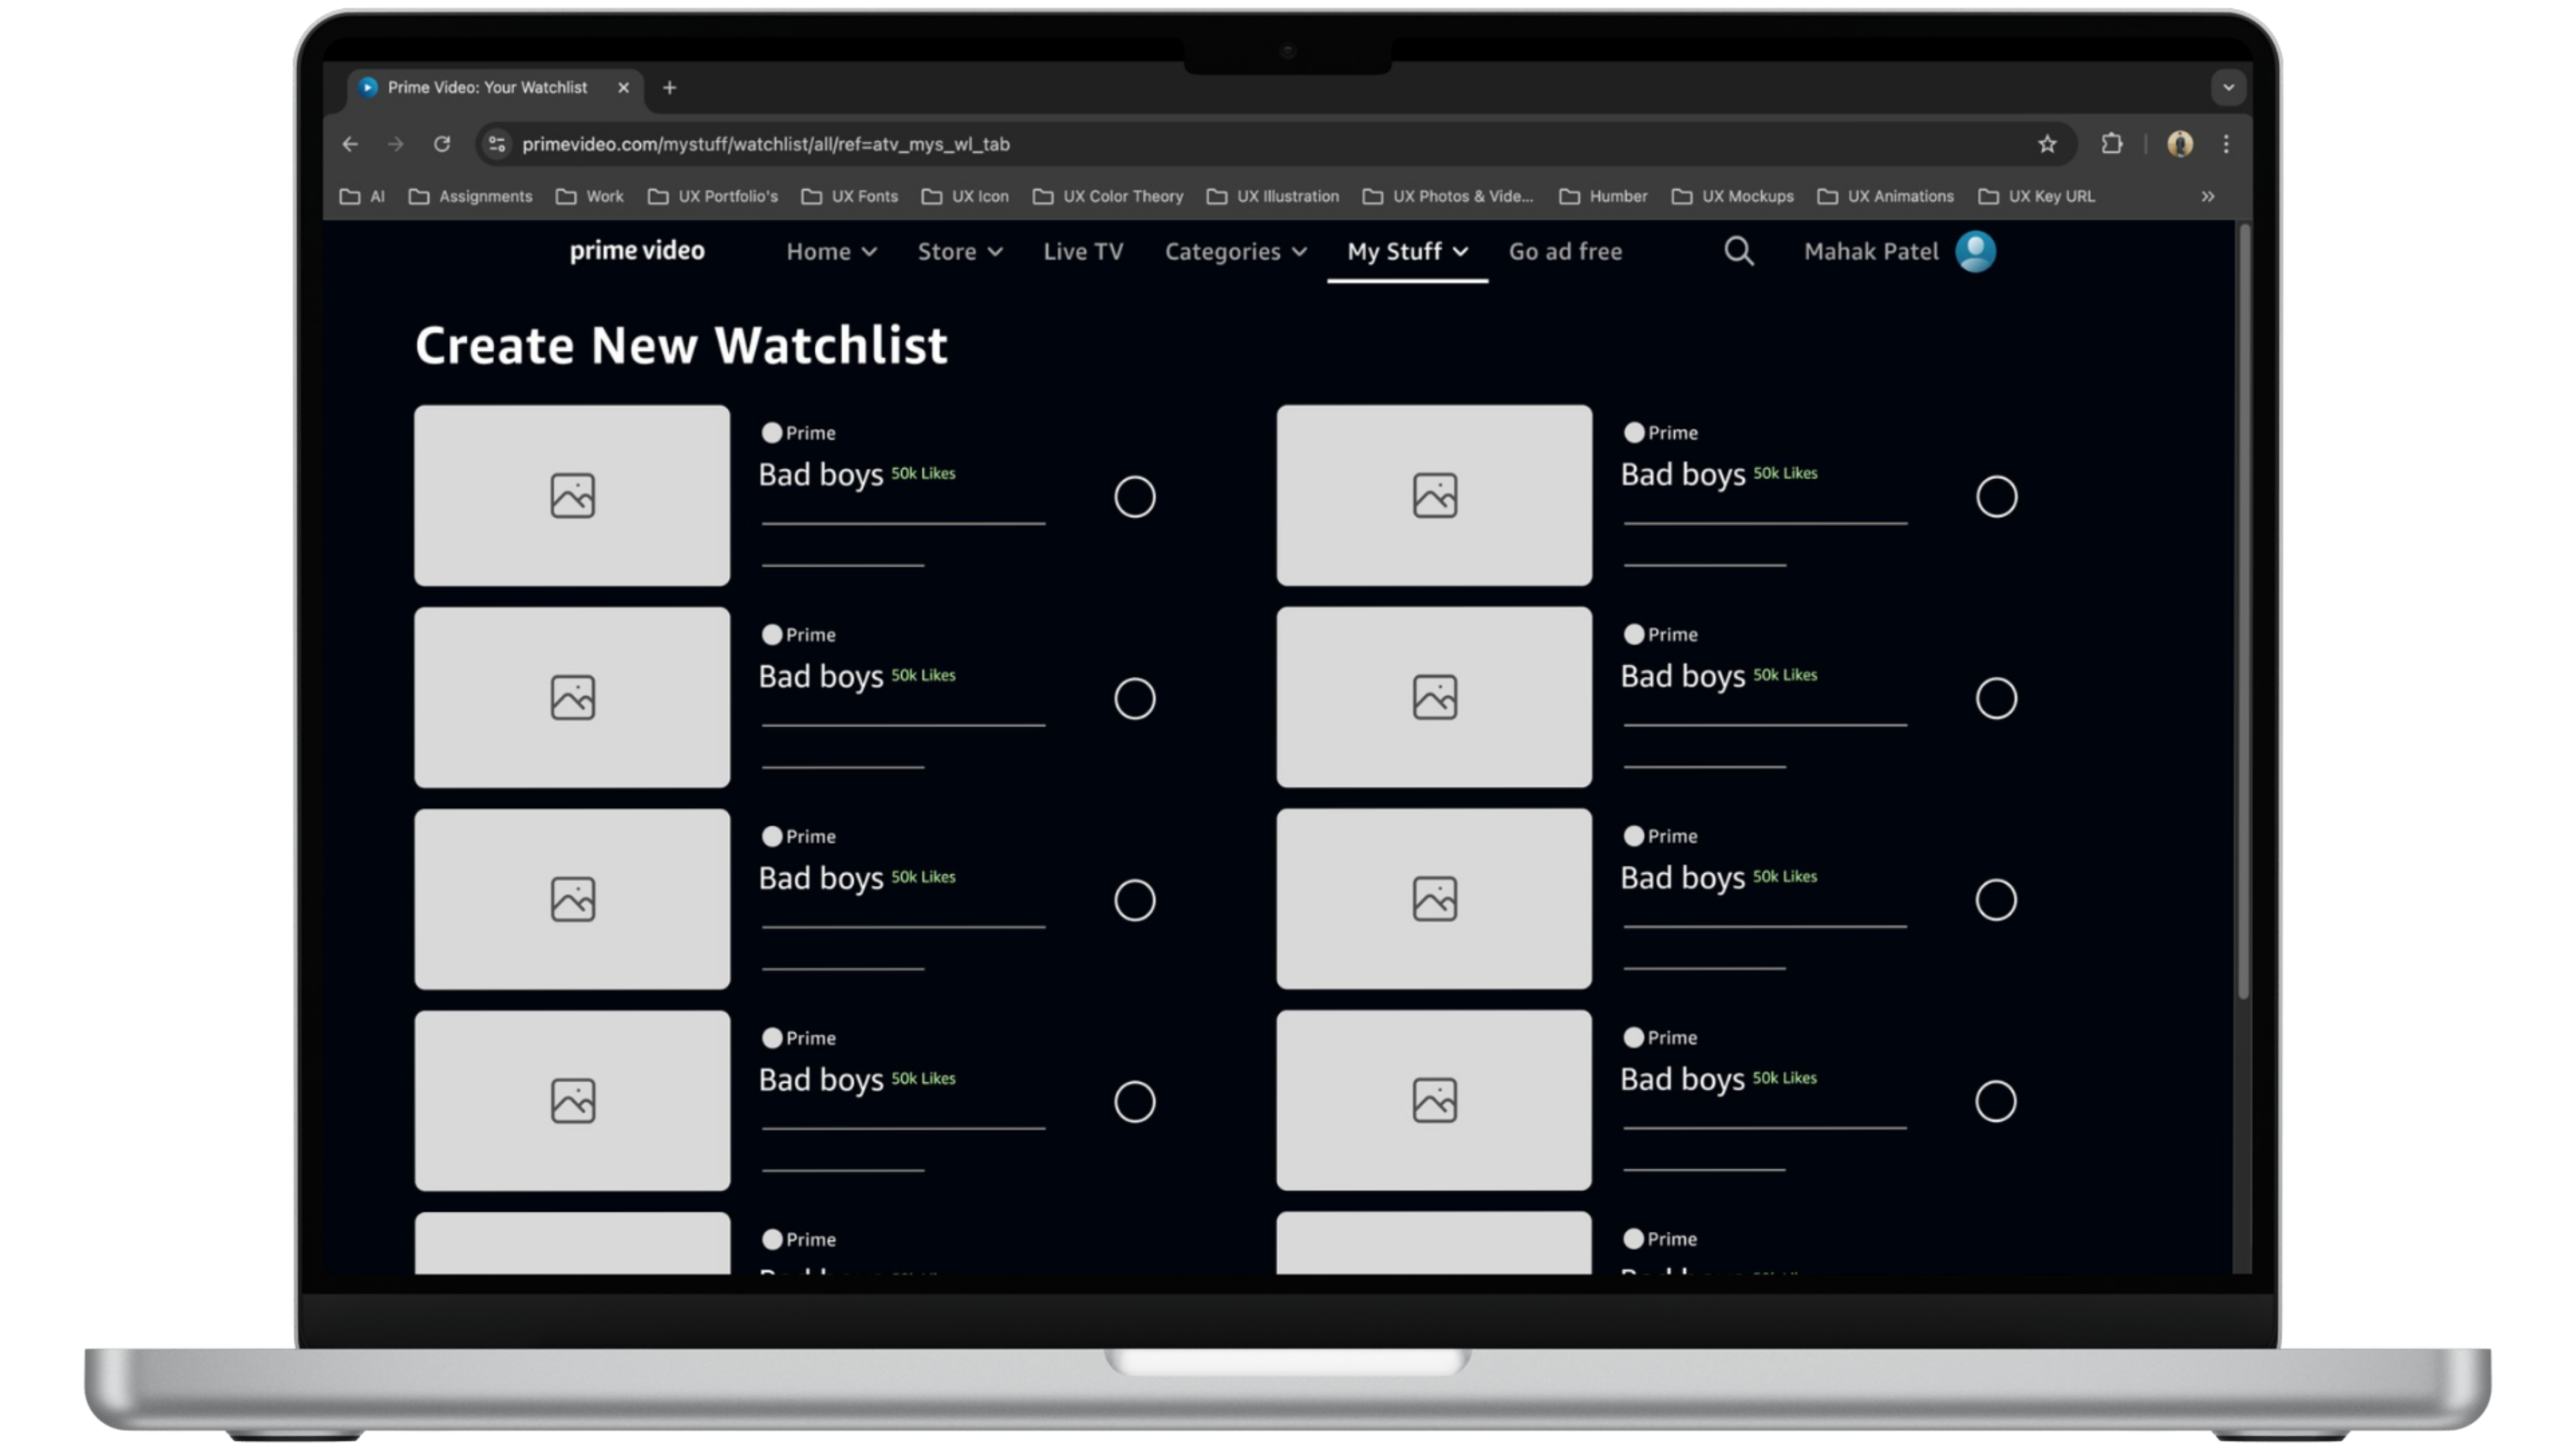 Prime Video: Your Watchlist
primevideo.com/mystuff/watchlist/all/ref=atv_mys_wl_tab
AI Assignments Work UX Portfolio's UX Fonts UX Icon UX Color Theory UX Illustration UX Photos & Vide... Humber UX Mockups UX Animations UX Key URL
prime video Home Store Live TV Categories My Stuff Go ad free Mahak Patel
Create New Watchlist
Prime
Bad boys 50k Likes
Prime
Bad boys 50k Likes
Prime
Bad boys 50k Likes
Prime
Bad boys 50k Likes
Prime
Bad boys 50k Likes
Prime
Bad boys 50k Likes
Prime
Bad boys 50k Likes
Prime
Bad boys 50k Likes
Prime
Prime